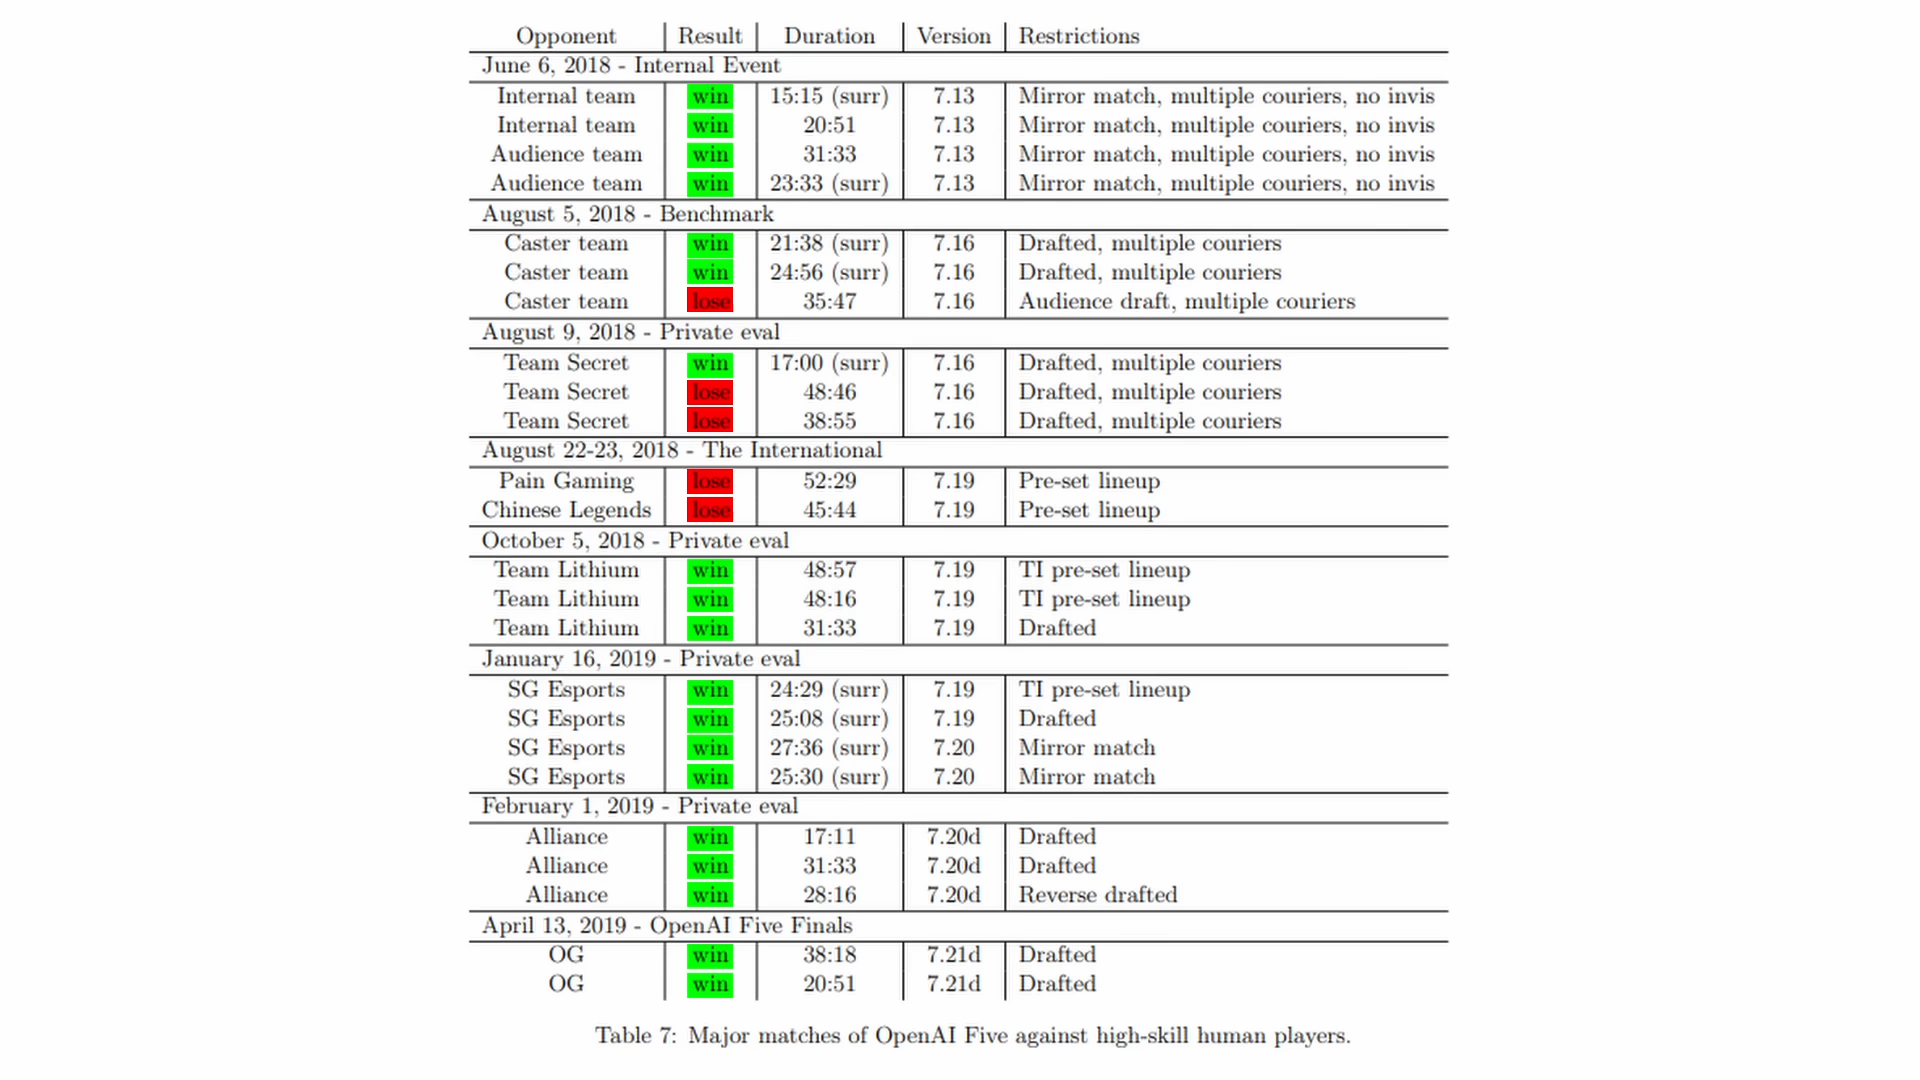 Opponent Result Duration Version Restrictions
June 6, 2018 - Internal Event
Internal team win 15:15 (surr) 7.13 Mirror match, multiple couriers, no invis
Internal team win 20:51 7.13 Mirror match, multiple couriers, no invis
Audience team win 31:33 7.13 Mirror match, multiple couriers, no invis
Audience team win 23:33 (surr) 7.13 Mirror match, multiple couriers, no invis
August 5, 2018 - Benchmark
Caster team win 21:38 (surr) 7.16 Drafted, multiple couriers
Caster team win 24:56 (surr) 7.16 Drafted, multiple couriers
Caster team lose 35:47 7.16 Audience draft, multiple couriers
August 9, 2018 - Private eval
Team Secret win 17:00 (surr) 7.16 Drafted, multiple couriers
Team Secret lose 48:46 7.16 Drafted, multiple couriers
Team Secret lose 38:55 7.16 Drafted, multiple couriers
August 22-23, 2018 - The International
Pain Gaming lose 52:29 7.19 Pre-set lineup
Chinese Legends lose 45:44 7.19 Pre-set lineup
October 5, 2018 - Private eval
Team Lithium win 48:57 7.19 TI pre-set lineup
Team Lithium win 48:16 7.19 TI pre-set lineup
Team Lithium win 31:33 7.19 Drafted
January 16, 2019 - Private eval
SG Esports win 24:29 (surr) 7.19 TI pre-set lineup
SG Esports win 25:08 (surr) 7.19 Drafted
SG Esports win 27:36 (surr) 7.20 Mirror match
SG Esports win 25:30 (surr) 7.20 Mirror match
February 1, 2019 - Private eval
Alliance win 17:11 7.20d Drafted
Alliance win 31:33 7.20d Drafted
Alliance win 28:16 7.20d Reverse drafted
April 13, 2019 - OpenAI Five Finals
OG win 38:18 7.21d Drafted
OG win 20:51 7.21d Drafted
Table 7: Major matches of OpenAI Five against high-skill human players.